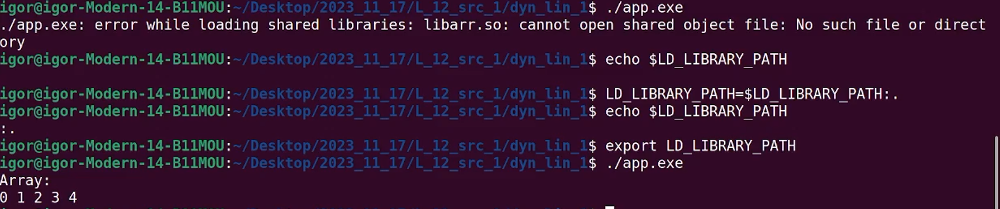 igor@igor-Modern-14-B11MOU:~/Desktop/2023_11_17/L_12_src_1/dyn_lin_1$ ./app.exe
./app.exe: error while loading shared libraries: libarr.so: cannot open shared object file: No such file or direct
ory
igor@igor-Modern-14-B11MOU:~/Desktop/2023_11_17/L_12_src_1/dyn_lin_1$ echo $LD_LIBRARY_PATH
igor@igor-Modern-14-B11MOU:~/Desktop/2023_11_17/L_12_src_1/dyn_lin_1$ LD_LIBRARY_PATH=$LD_LIBRARY_PATH:.
igor@igor-Modern-14-B11MOU:~/Desktop/2023_11_17/L_12_src_1/dyn_lin_1$ echo $LD_LIBRARY_PATH
:.
igor@igor-Modern-14-B11MOU:~/Desktop/2023_11_17/L_12_src_1/dyn_lin_1$ export LD_LIBRARY_PATH
igor@igor-Modern-14-B11MOU:~/Desktop/2023_11_17/L_12_src_1/dyn_lin_1$ ./app.exe
Array:
0 1 2 3 4